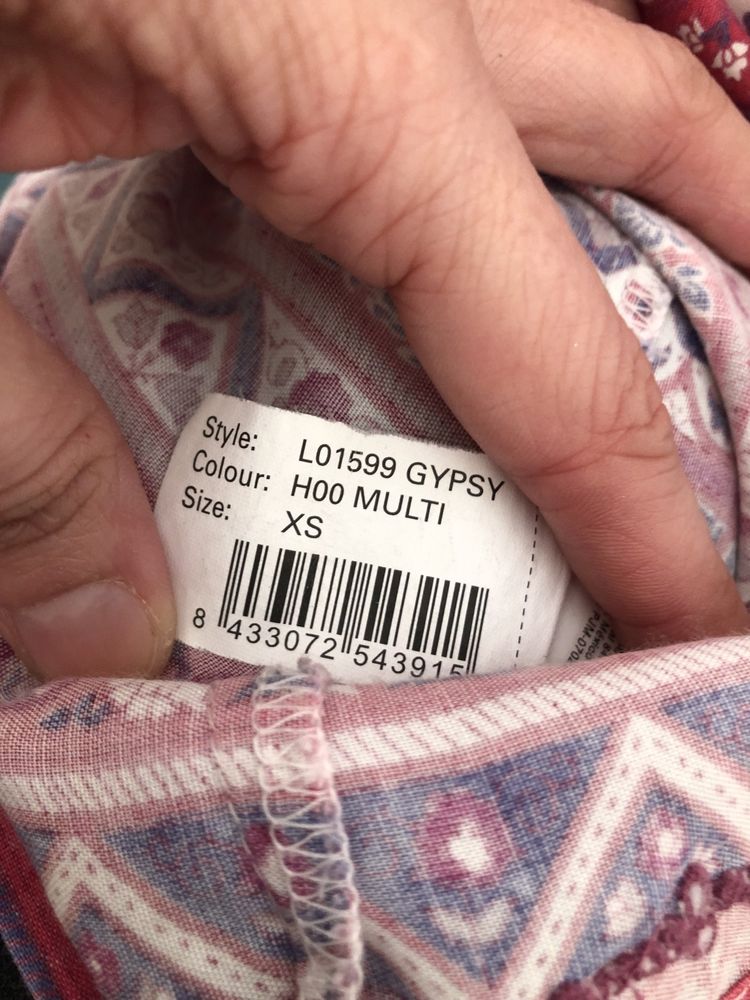 Style: L01599 GYPSY
Colour: H00 MULTI
Size: XS
8 433072 543915